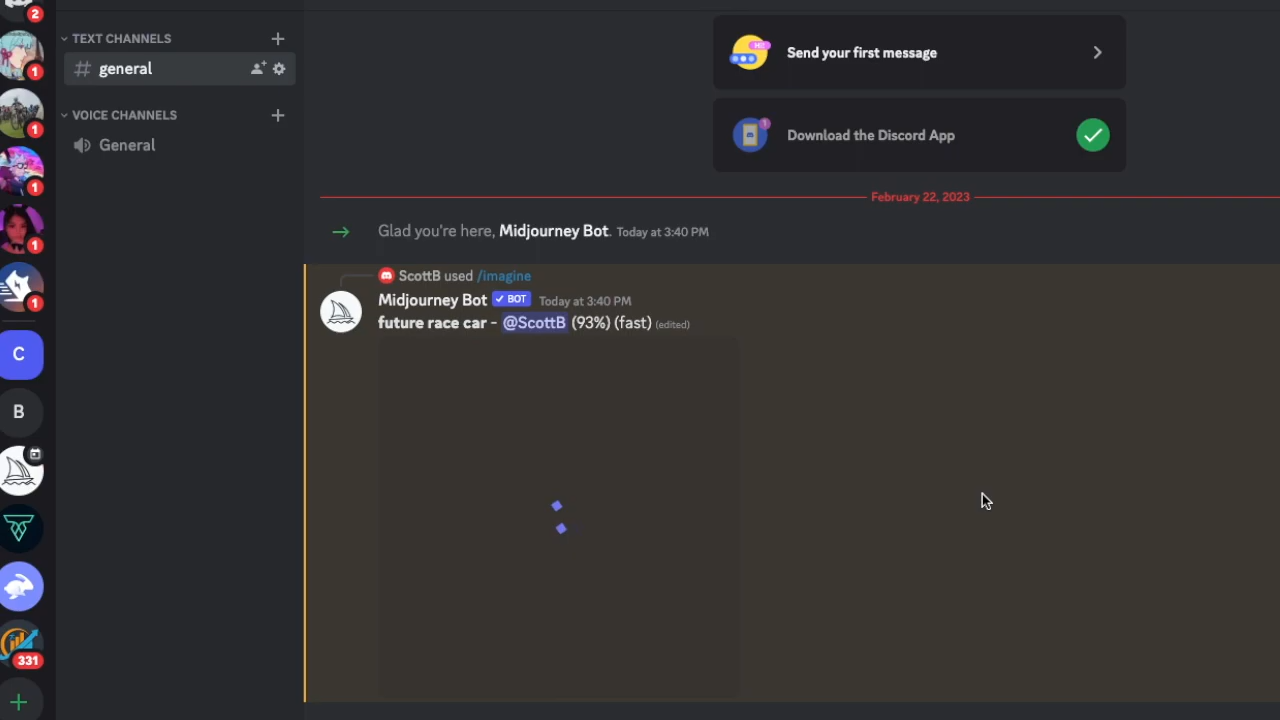 2
TEXT CHANNELS
general
1
1
VOICE CHANNELS
General
1
1
1
C
B
331
Send your first message
Download the Discord App
February 22, 2023
Glad you're here, Midjourney Bot. Today at 3:40 PM
ScottB used /imagine
Midjourney Bot ✓ BOT Today at 3:40 PM
future race car - @ScottB (93%) (fast) (edited)